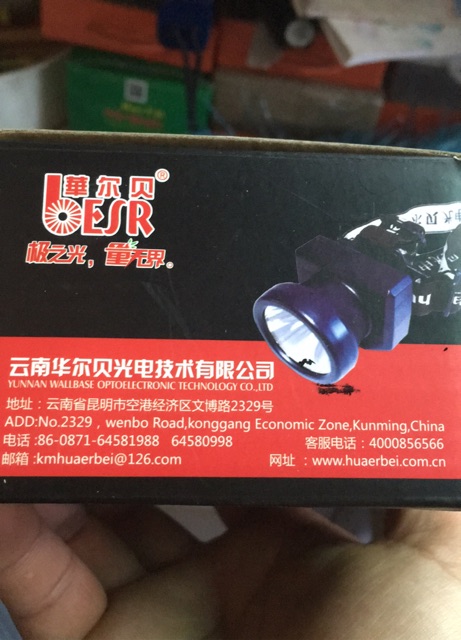 華尔贝®
bESR
极之光，量无界。
云南华尔贝光电技术有限公司
YUNNAN WALLBASE OPTOELECTRONIC TECHNOLOGY CO.,LTD
地址：云南省昆明市空港经济区文博路2329号
ADD:No.2329，wenbo Road,konggang Economic Zone,Kunming,China
电话:86-0871-64581988 64580998 客服电话：4000856566
邮箱:kmhuaerbei@126.com 网址：www.huaerbei.com.cn